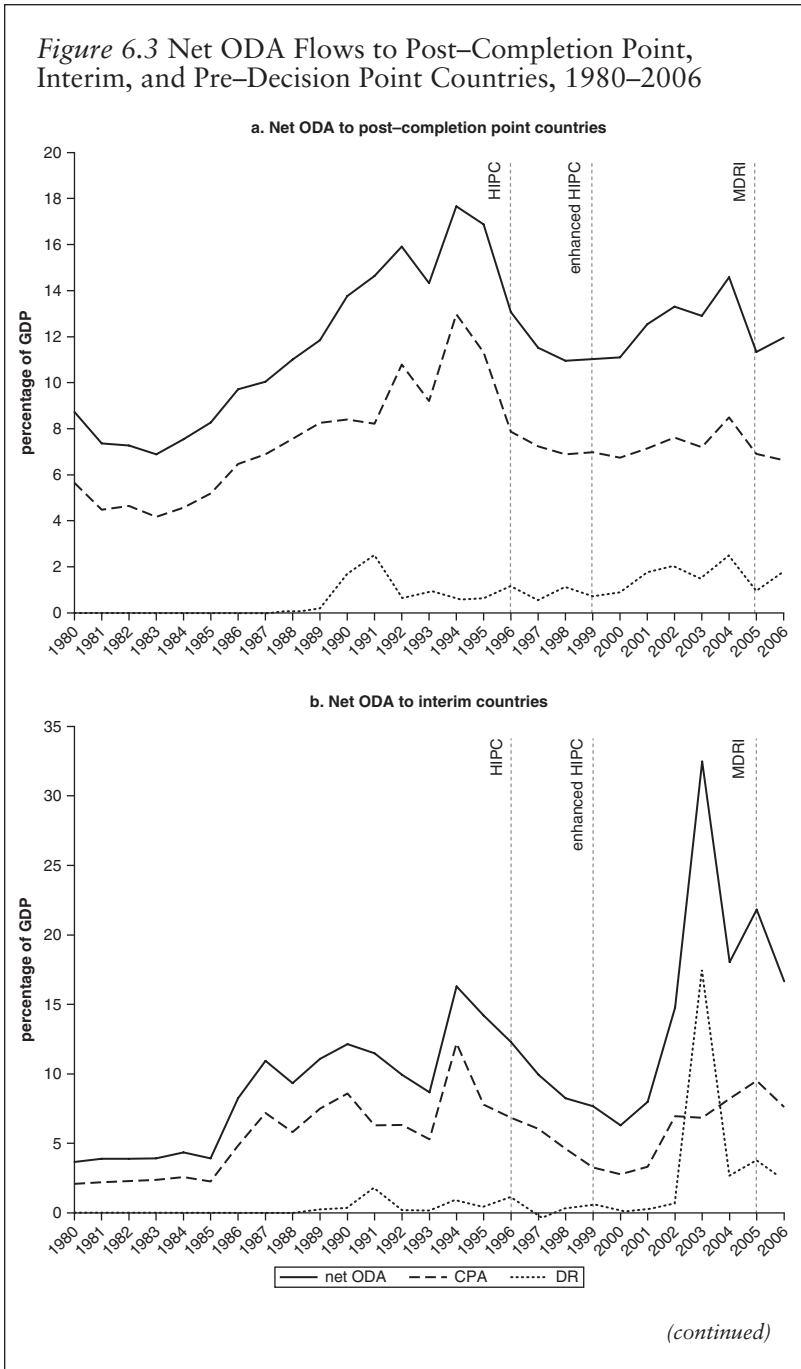 Figure 6.3 Net ODA Flows to Post–Completion Point,
Interim, and Pre–Decision Point Countries, 1980–2006
a. Net ODA to post–completion point countries
20
18
16
14
12
10
8
6
4
2
0
percentage of GDP
HIPC
enhanced HIPC
MDRI
1980 1981 1982 1983 1984 1985 1986 1987 1988 1989 1990 1991 1992 1993 1994 1995 1996 1997 1998 1999 2000 2001 2002 2003 2004 2005 2006
b. Net ODA to interim countries
35
30
25
20
15
10
5
0
percentage of GDP
HIPC
enhanced HIPC
MDRI
1980 1981 1982 1983 1984 1985 1986 1987 1988 1989 1990 1991 1992 1993 1994 1995 1996 1997 1998 1999 2000 2001 2002 2003 2004 2005 2006
net ODA CPA DR
(continued)